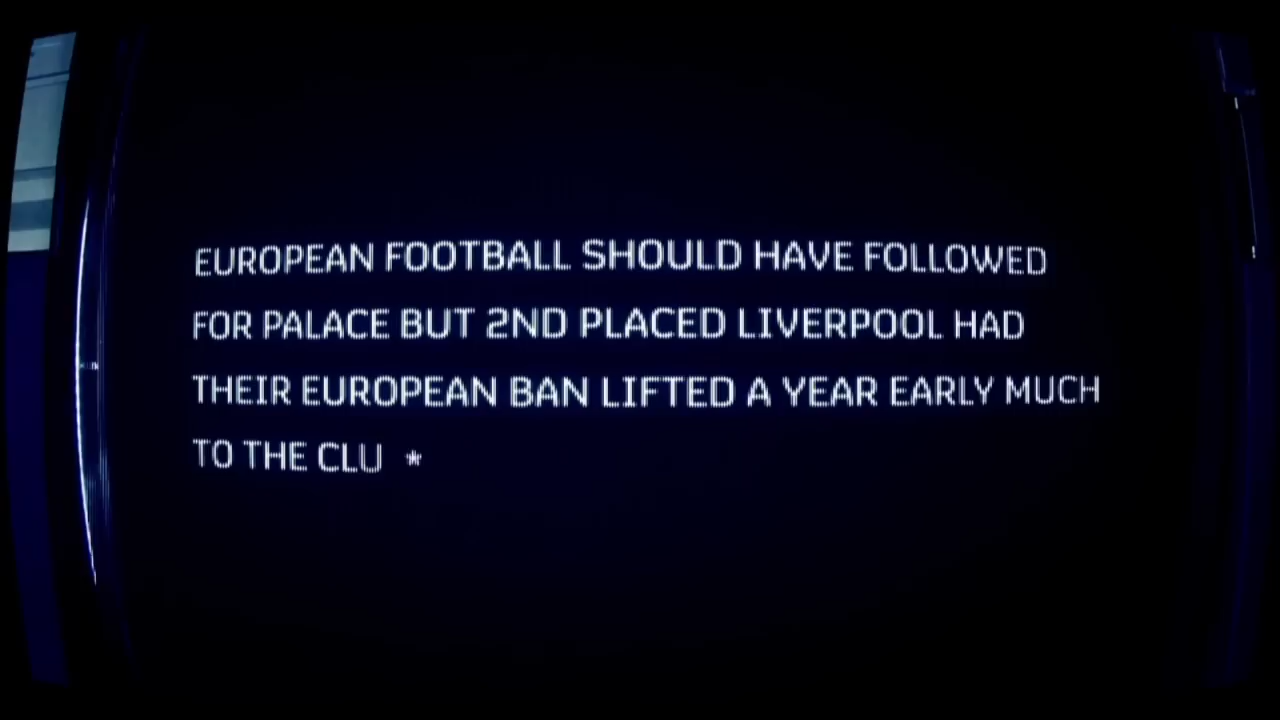 EUROPEAN FOOTBALL SHOULD HAVE FOLLOWED
FOR PALACE BUT 2ND PLACED LIVERPOOL HAD
THEIR EUROPEAN BAN LIFTED A YEAR EARLY MUCH
TO THE CLU *